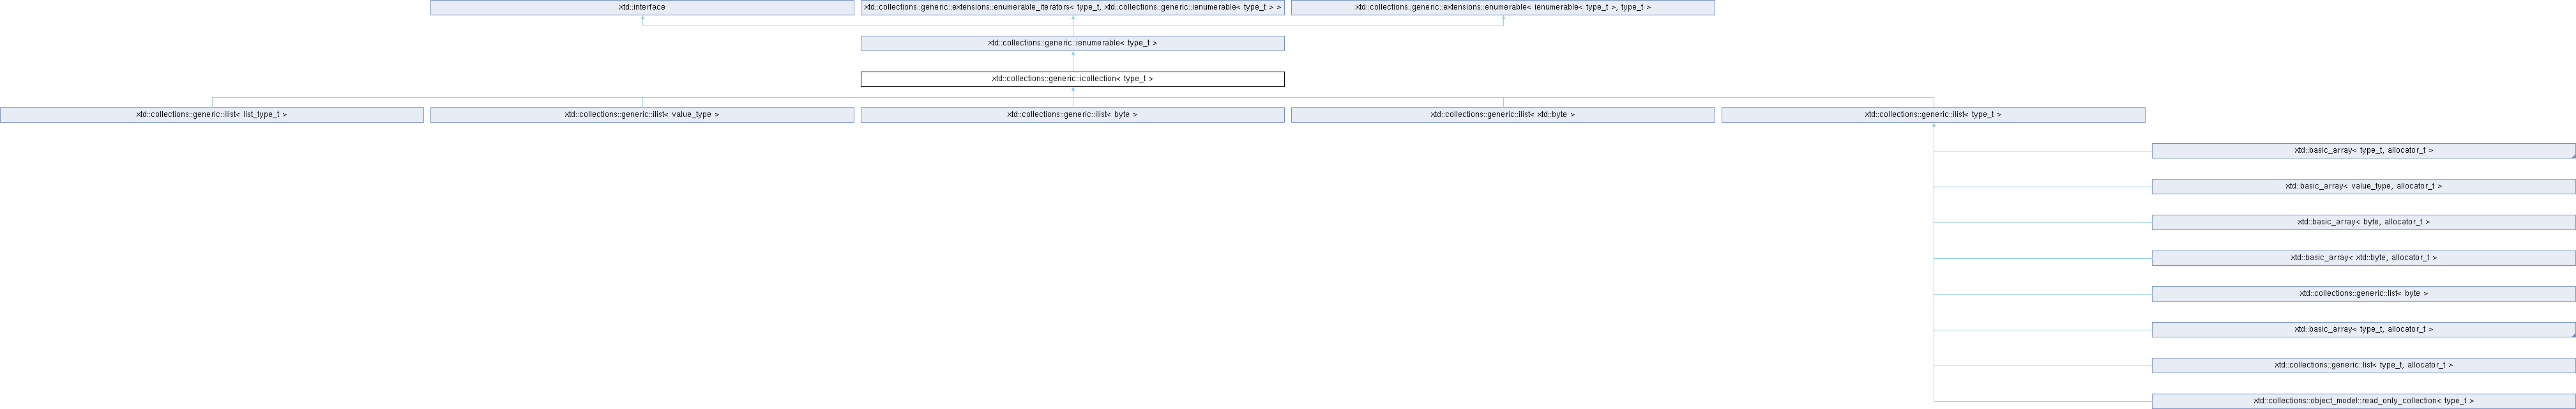 xtd::interface
xtd::collections::generic::extensions::enumerable_iterators< type_t, xtd::collections::generic::ienumerable< type_t > >
xtd::collections::generic::extensions::enumerable< ienumerable< type_t >, type_t >
xtd::collections::generic::ienumerable< type_t >
xtd::collections::generic::icollection< type_t >
xtd::collections::generic::ilist< list_type_t >
xtd::collections::generic::ilist< value_type >
xtd::collections::generic::ilist< byte >
xtd::collections::generic::ilist< xtd::byte >
xtd::collections::generic::ilist< type_t >
xtd::basic_array< type_t, allocator_t >
xtd::basic_array< value_type, allocator_t >
xtd::basic_array< byte, allocator_t >
xtd::basic_array< xtd::byte, allocator_t >
xtd::collections::generic::list< byte >
xtd::basic_array< type_t, allocator_t >
xtd::collections::generic::list< type_t, allocator_t >
xtd::collections::object_model::read_only_collection< type_t >